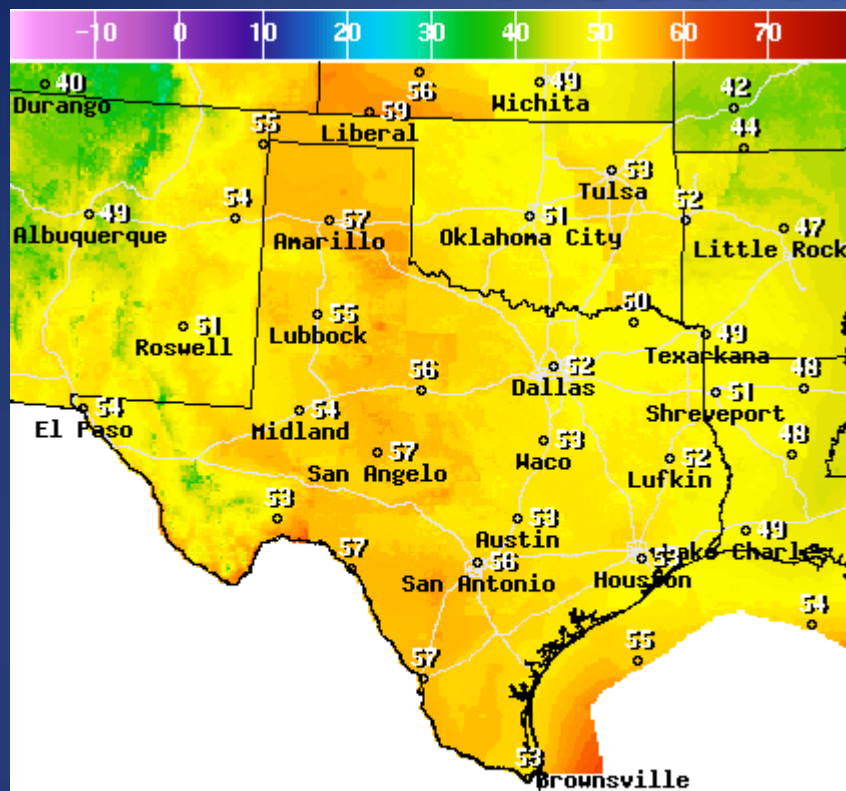 -10 0 10 20 30 40 50 60 70
40
Durango
56
49
Wichita
42
59
Liberal
44
55
53
Tulsa
49
Albuquerque
54
57
Amarillo
51
Oklahoma City
52
47
Little Rock
51
Roswell
55
Lubbock
50
49
Texarkana
56
52
Dallas
51
Shreveport
48
54
El Paso
54
Midland
57
San Angelo
53
Waco
52
Lufkin
48
53
53
Austin
49
Lake Charles
57
56
San Antonio
Houston
54
55
57
53
Brownsville